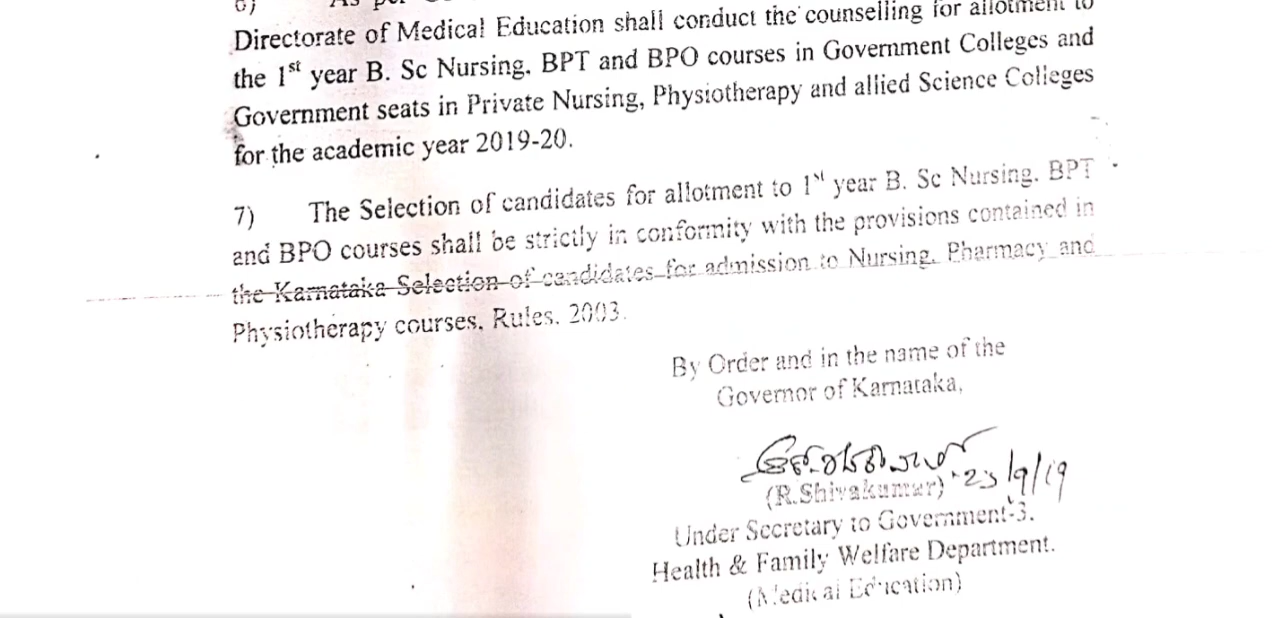 6) As per
Directorate of Medical Education shall conduct the counselling for allotment to
the 1st year B. Sc Nursing. BPT and BPO courses in Government Colleges and
Government seats in Private Nursing, Physiotherapy and allied Science Colleges
for the academic year 2019-20.
7) The Selection of candidates for allotment to 1st year B. Sc Nursing. BPT
and BPO courses shall be strictly in conformity with the provisions contained in
the Karnataka Selection of candidates for admission to Nursing. Pharmacy and
Physiotherapy courses. Rules. 2003.
By Order and in the name of the
Governor of Karnataka,
23/9/19
(R.Shivakumar)
Under Secretary to Government-3.
Health & Family Welfare Department.
(Medical Education)